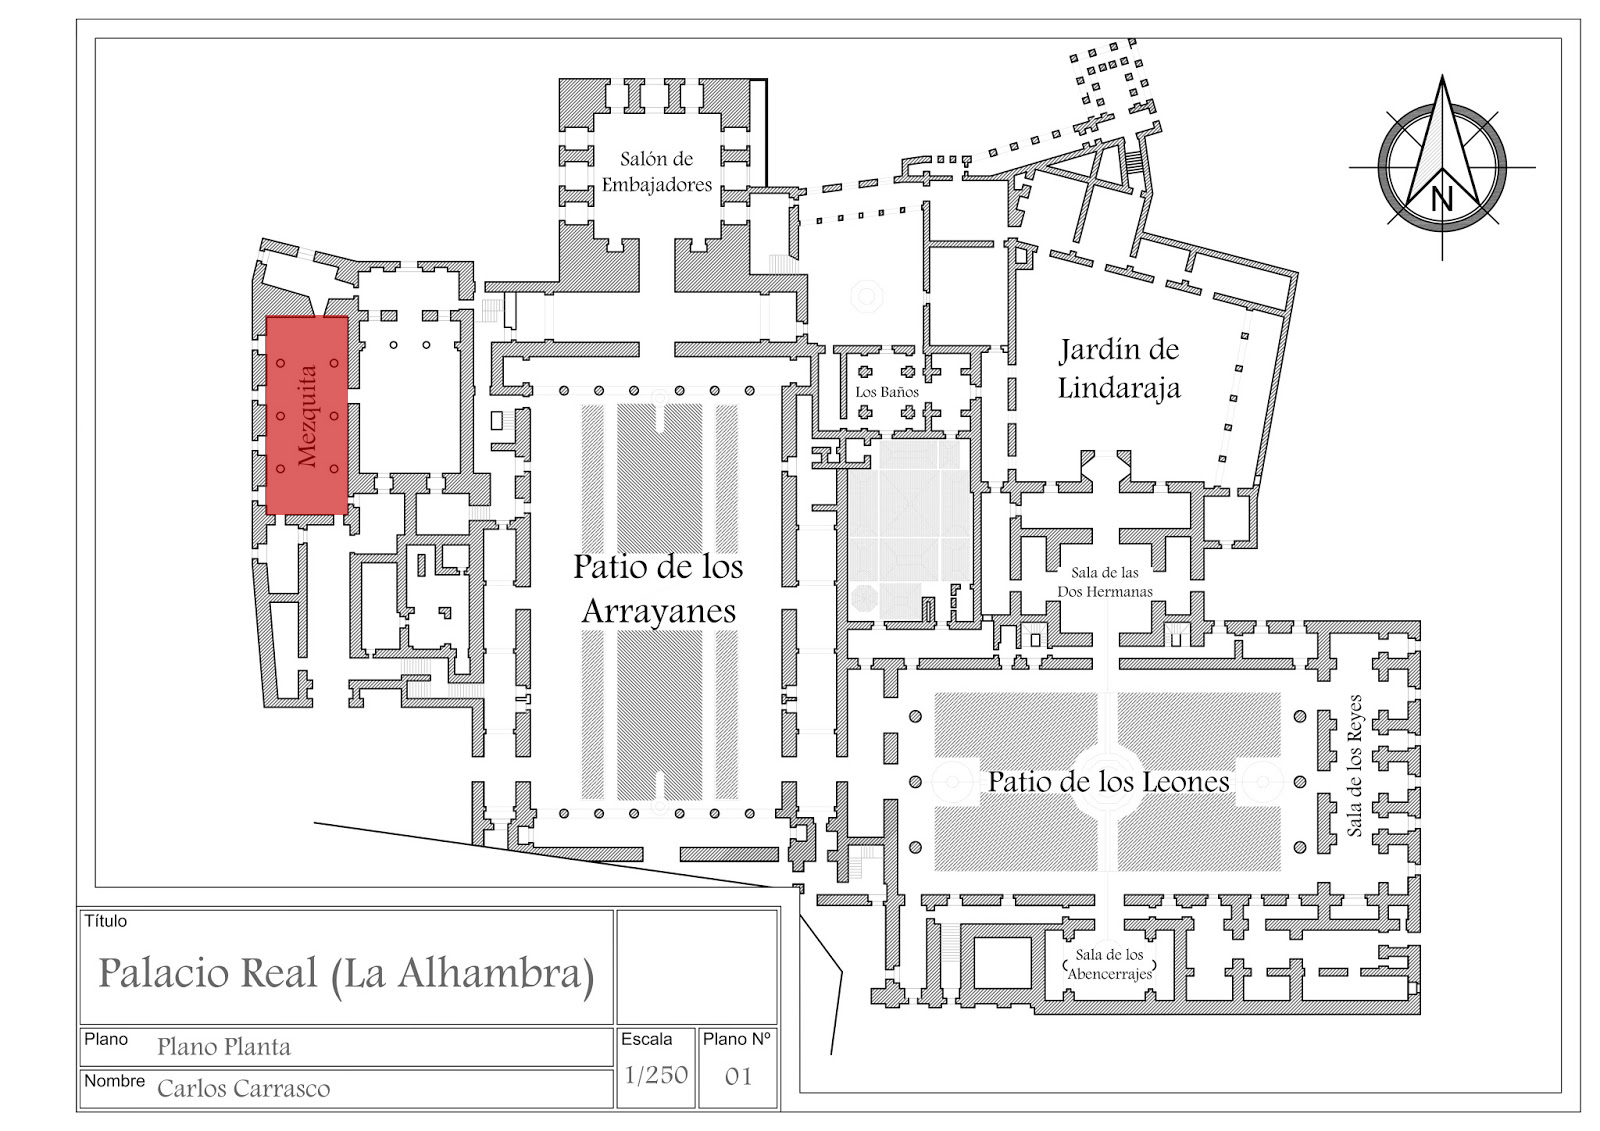 Salón de
Embajadores
N
Mezquita
Jardín de
Lindaraja
Los Baños
Patio de los
Arrayanes
Sala de las
Dos Hermanas
Patio de los Leones
Sala de los Reyes
Sala de los
Abencerrajes
Título
Palacio Real (La Alhambra)
Plano Plano Planta
Nombre Carlos Carrasco
Escala
1/250
Plano Nº
01